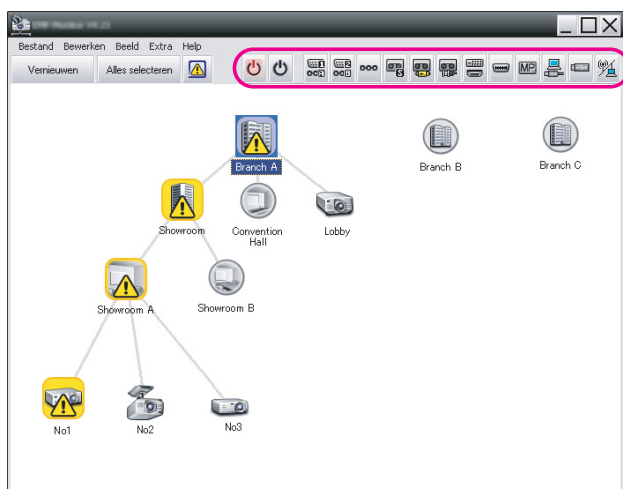 Bestand Bewerken Beeld Extra Help
Vernieuwen Alles selecteren
MP
Branch A
Branch B
Branch C
Showroom
Convention
Hall
Lobby
Showroom A
Showroom B
No1
No2
No3